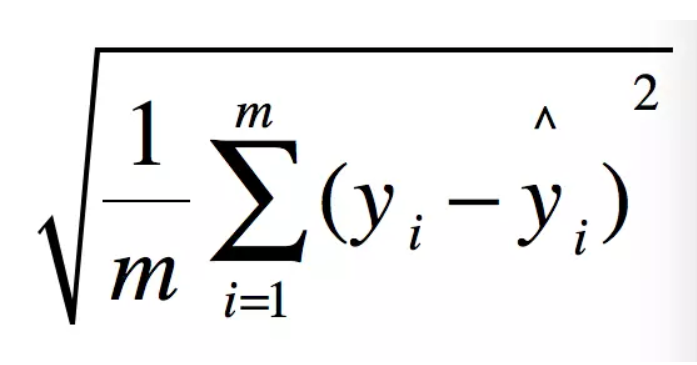 √(1/m ∑_{i=1}^{m} (y_i − ŷ_i)^2)